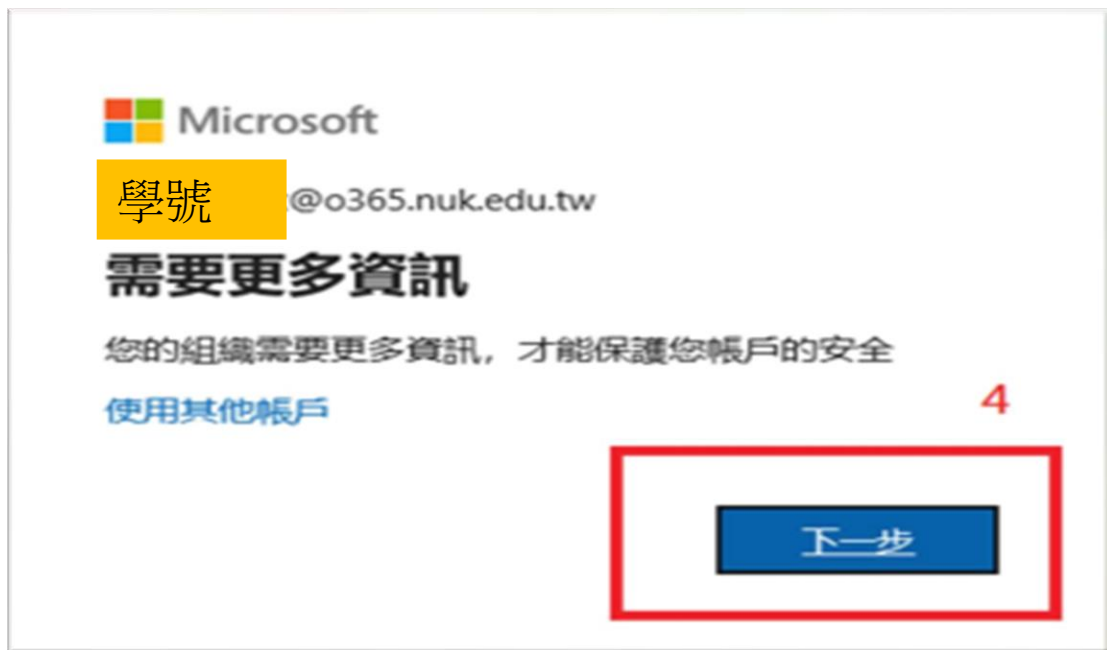 Microsoft
學號 @o365.nuk.edu.tw
需要更多資訊
您的組織需要更多資訊，才能保護您帳戶的安全
使用其他帳戶
4
下一步